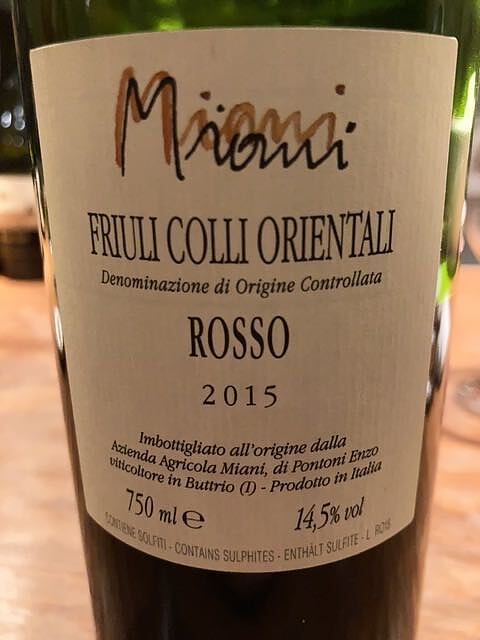 Miani
FRIULI COLLI ORIENTALI
Denominazione di Origine Controllata
ROSSO
2015
Imbottigliato all'origine dalla
Azienda Agricola Miani, di Pontoni Enzo
viticoltore in Buttrio (I) - Prodotto in Italia
750 ml ℮ 14,5% vol
CONTIENE SOLFITI - CONTAINS SULPHITES - ENTHÄLT SULFITE - L RO15